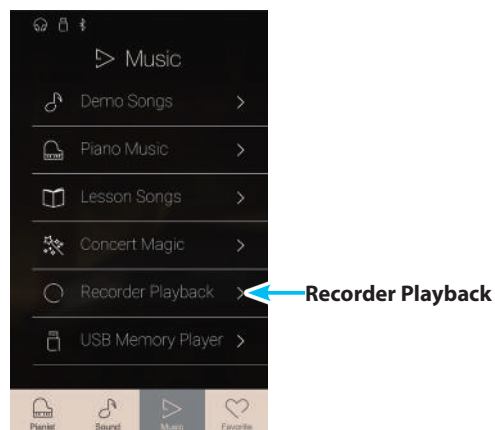 Music
Demo Songs
Piano Music
Lesson Songs
Concert Magic
Recorder Playback
Recorder Playback
USB Memory Player
Pianist
Sound
Music
Favorite